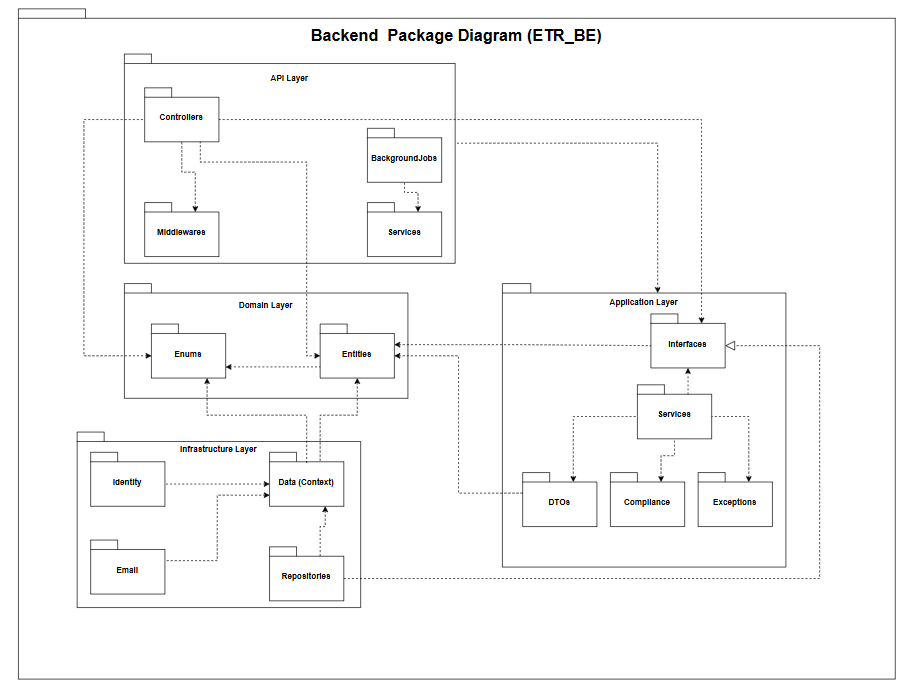 Backend Package Diagram (ETR_BE)
API Layer
Controllers
BackgroundJobs
Middlewares
Services
Domain Layer
Enums
Entities
Application Layer
Interfaces
Services
DTOs
Compliance
Exceptions
Infrastructure Layer
Identity
Data (Context)
Email
Repositories